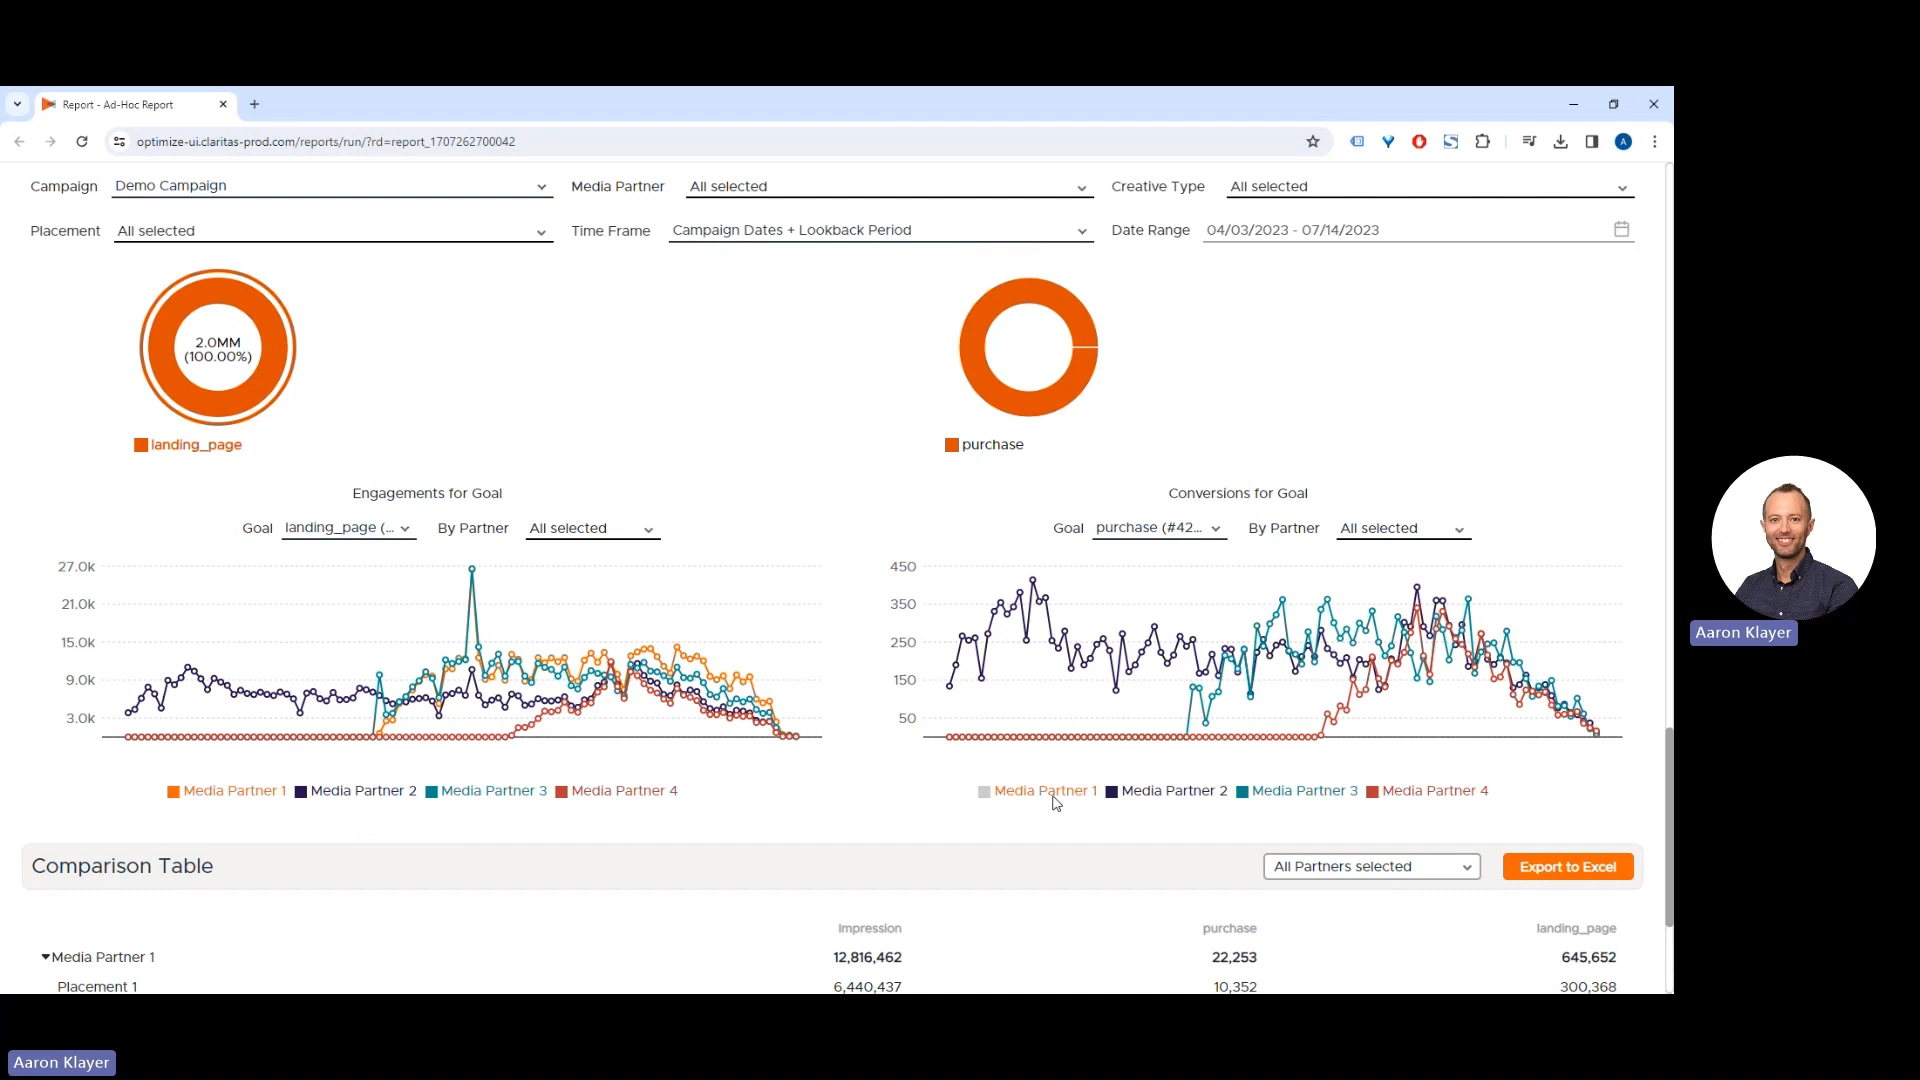 Report - Ad-Hoc Report
optimize-ui.claritas-prod.com/reports/run/?rd=report_1707262700042
A
Campaign Demo Campaign Media Partner All selected Creative Type All selected
Placement All selected Time Frame Campaign Dates + Lookback Period Date Range 04/03/2023 - 07/14/2023
2.0MM
(100.00%)
landing_page purchase
Engagements for Goal Conversions for Goal
Goal landing_page (... By Partner All selected Goal purchase (#42... By Partner All selected
27.0k 450
21.0k 350
15.0k 250
9.0k 150
3.0k 50
Media Partner 1 Media Partner 2 Media Partner 3 Media Partner 4 Media Partner 1 Media Partner 2 Media Partner 3 Media Partner 4
Aaron Klayer
Comparison Table All Partners selected Export to Excel
Impression purchase landing_page
Media Partner 1 12,816,462 22,253 645,652
Placement 1 6,440,437 10,352 300,368
Aaron Klayer